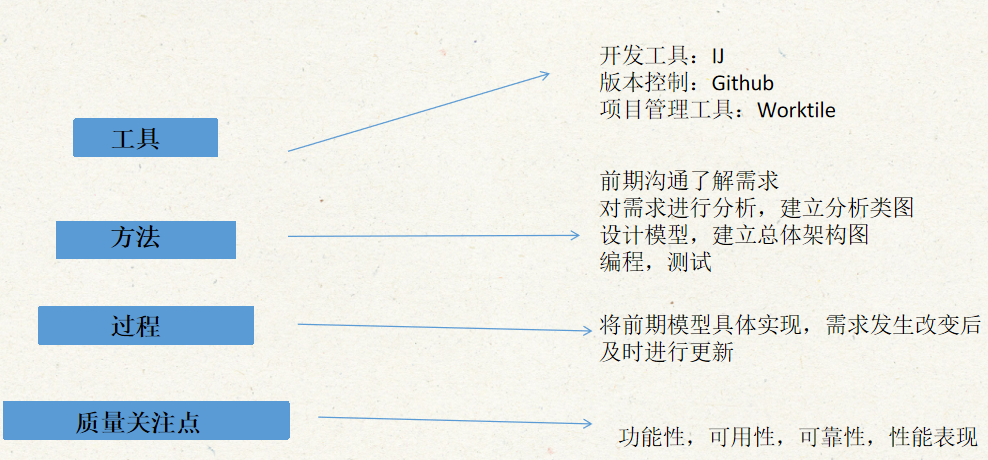 工具
开发工具：IJ
版本控制：Github
项目管理工具：Worktile
方法
前期沟通了解需求
对需求进行分析，建立分析类图
设计模型，建立总体架构图
编程，测试
过程
将前期模型具体实现，需求发生改变后
及时进行更新
质量关注点
功能性，可用性，可靠性，性能表现